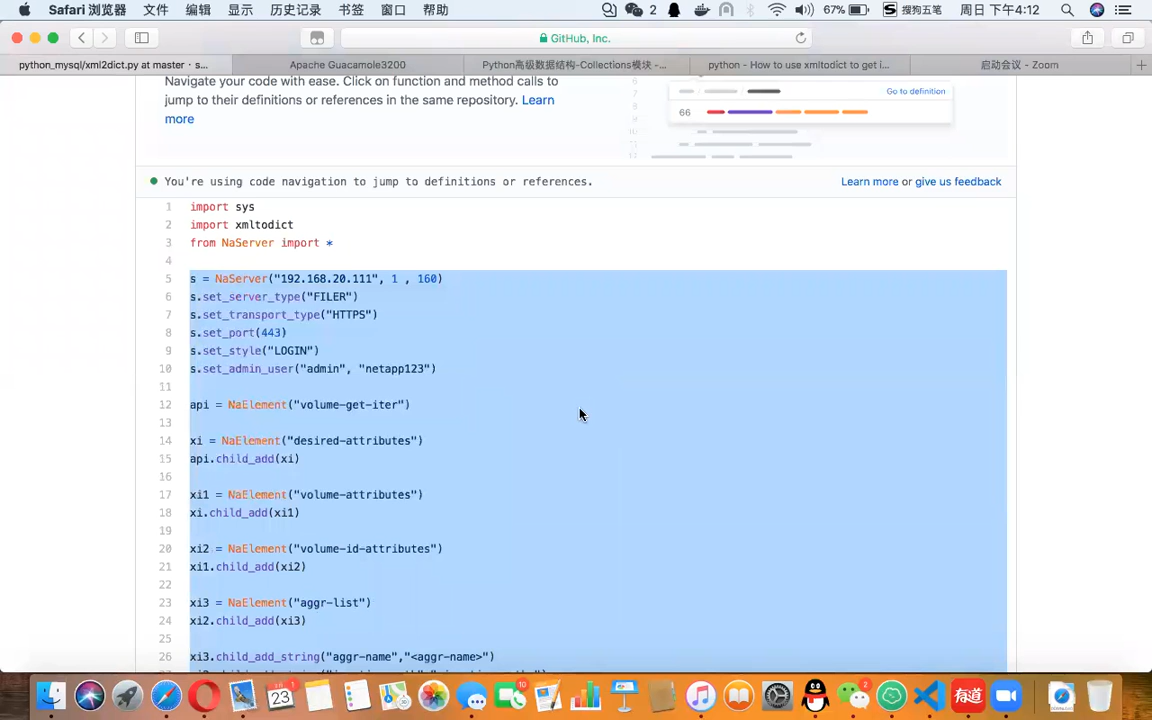 Safari 浏览器 文件 编辑 显示 历史记录 书签 窗口 帮助 2 67% 搜狗五笔 周日 下午4:12
GitHub, Inc.
python_mysql/xml2dict.py at master · s... Apache Guacamole3200 Python高级数据结构-Collections模块 -... python - How to use xmltodict to get i... 启动会议 - Zoom
Navigate your code with ease. Click on function and method calls to
jump to their definitions or references in the same repository. Learn
more
Go to definition
66
You're using code navigation to jump to definitions or references. Learn more or give us feedback
1 import sys
2 import xmltodict
3 from NaServer import *
4
5 s = NaServer("192.168.20.111", 1 , 160)
6 s.set_server_type("FILER")
7 s.set_transport_type("HTTPS")
8 s.set_port(443)
9 s.set_style("LOGIN")
10 s.set_admin_user("admin", "netapp123")
11
12 api = NaElement("volume-get-iter")
13
14 xi = NaElement("desired-attributes")
15 api.child_add(xi)
16
17 xi1 = NaElement("volume-attributes")
18 xi.child_add(xi1)
19
20 xi2 = NaElement("volume-id-attributes")
21 xi1.child_add(xi2)
22
23 xi3 = NaElement("aggr-list")
24 xi2.child_add(xi3)
25
26 xi3.child_add_string("aggr-name","<aggr-name>")
23
10
2
有道